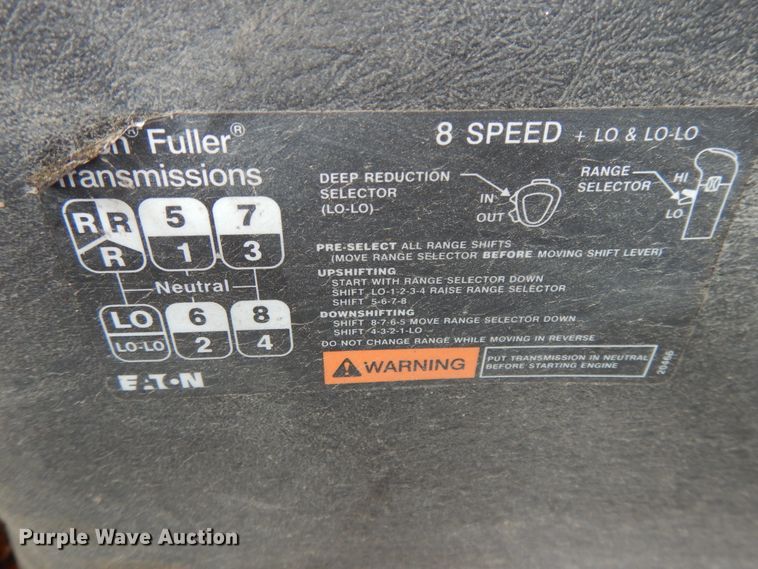 Fuller®
Transmissions
R R 5 7
R 1 3
Neutral
LO 6 8
LO-LO 2 4
EATON
8 SPEED + LO & LO-LO
DEEP REDUCTION
SELECTOR
(LO-LO)
IN
OUT
RANGE
SELECTOR
HI
LO
PRE-SELECT ALL RANGE SHIFTS
(MOVE RANGE SELECTOR BEFORE MOVING SHIFT LEVER)
UPSHIFTING
START WITH RANGE SELECTOR DOWN
SHIFT LO-1-2-3-4 RAISE RANGE SELECTOR
SHIFT 5-6-7-8
DOWNSHIFTING
SHIFT 8-7-6-5 MOVE RANGE SELECTOR DOWN
SHIFT 4-3-2-1-LO
DO NOT CHANGE RANGE WHILE MOVING IN REVERSE
WARNING
PUT TRANSMISSION IN NEUTRAL
BEFORE STARTING ENGINE
20466
Purple Wave Auction